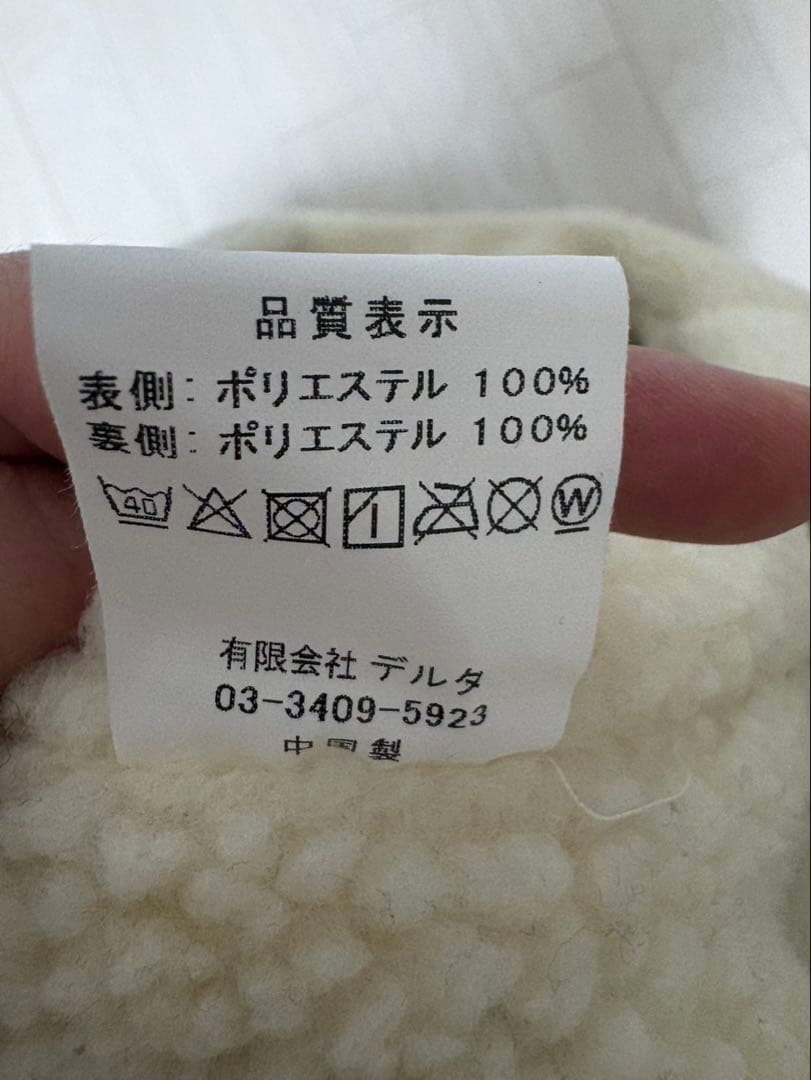 品質表示
表側: ポリエステル 100%
裏側: ポリエステル 100%
40 W
有限会社 デルタ
03-3409-5923
中国製